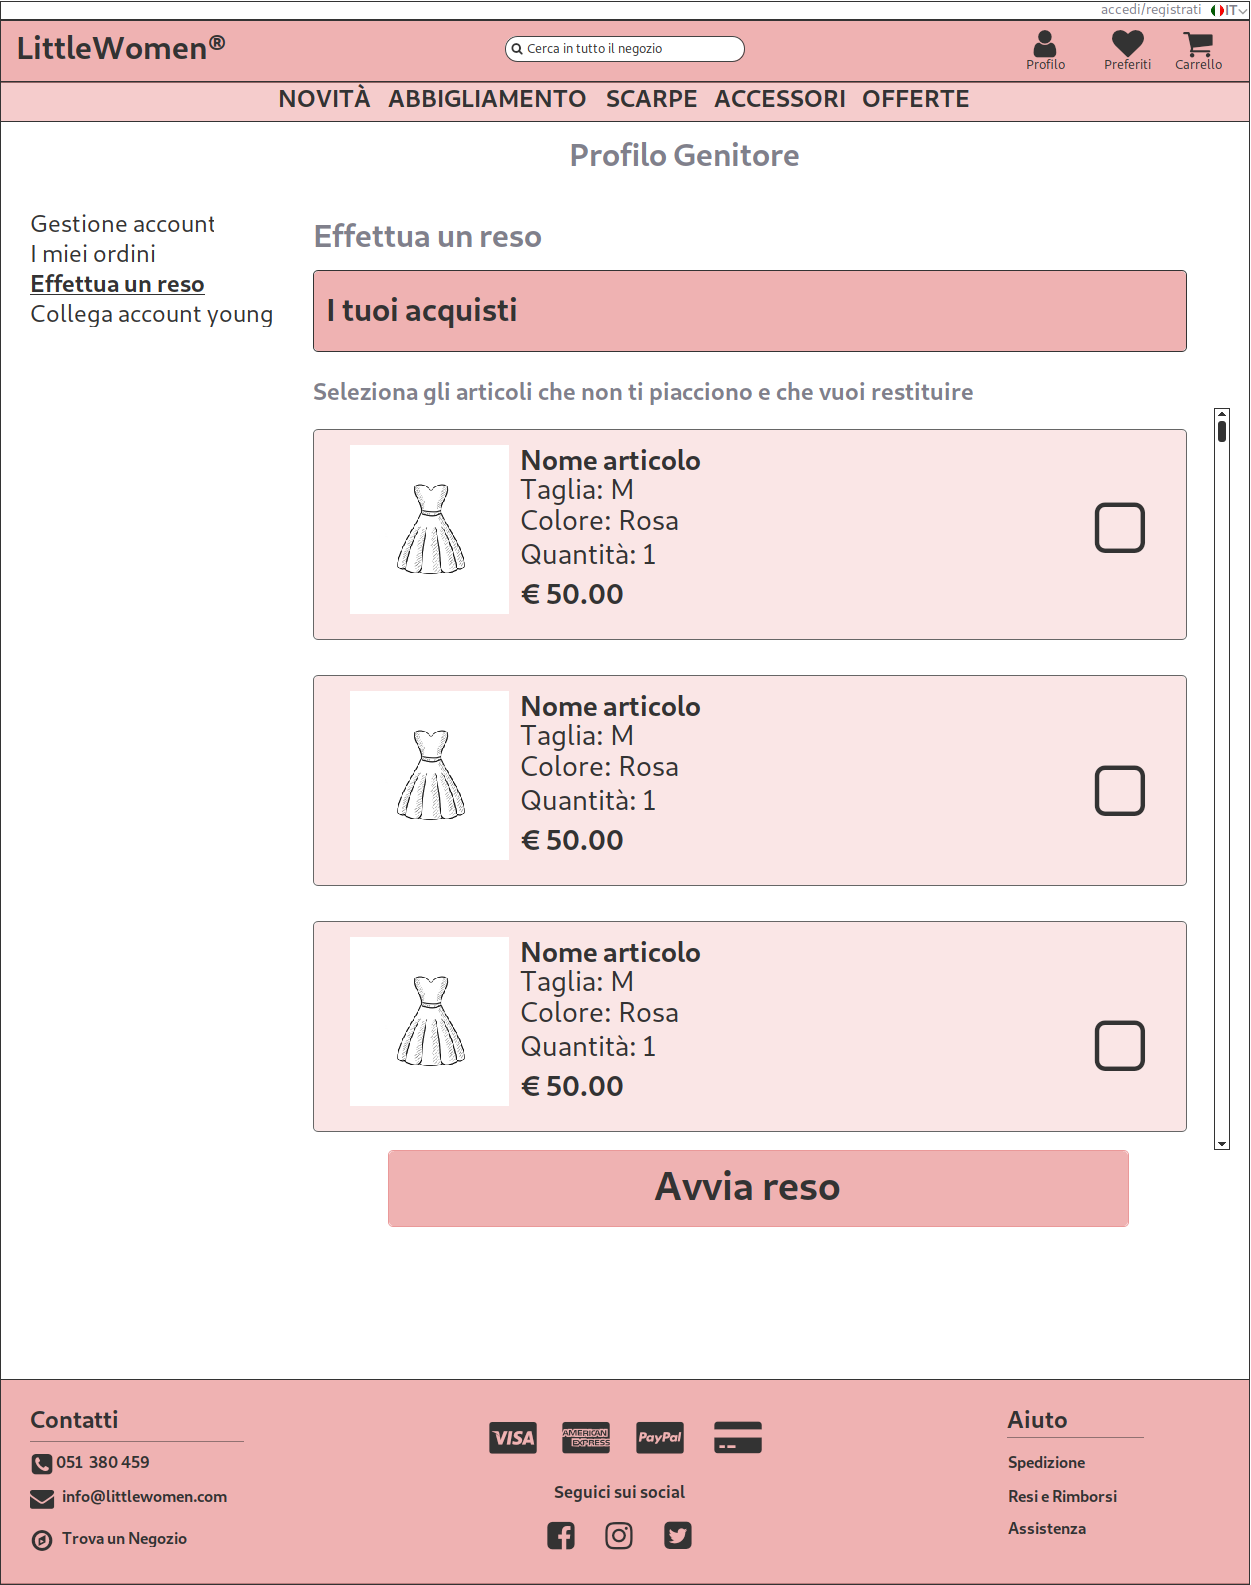 accedi/registrati IT
LittleWomen®
Cerca in tutto il negozio
Profilo Preferiti Carrello
NOVITÀ ABBIGLIAMENTO SCARPE ACCESSORI OFFERTE
Profilo Genitore
Gestione account
I miei ordini
Effettua un reso
Collega account young
Effettua un reso
I tuoi acquisti
Seleziona gli articoli che non ti piacciono e che vuoi restituire
Nome articolo
Taglia: M
Colore: Rosa
Quantità: 1
€ 50.00
Nome articolo
Taglia: M
Colore: Rosa
Quantità: 1
€ 50.00
Nome articolo
Taglia: M
Colore: Rosa
Quantità: 1
€ 50.00
Avvia reso
Contatti
051 380 459
info@littlewomen.com
Trova un Negozio
VISA AMERICAN EXPRESS PayPal
Seguici sui social
Aiuto
Spedizione
Resi e Rimborsi
Assistenza